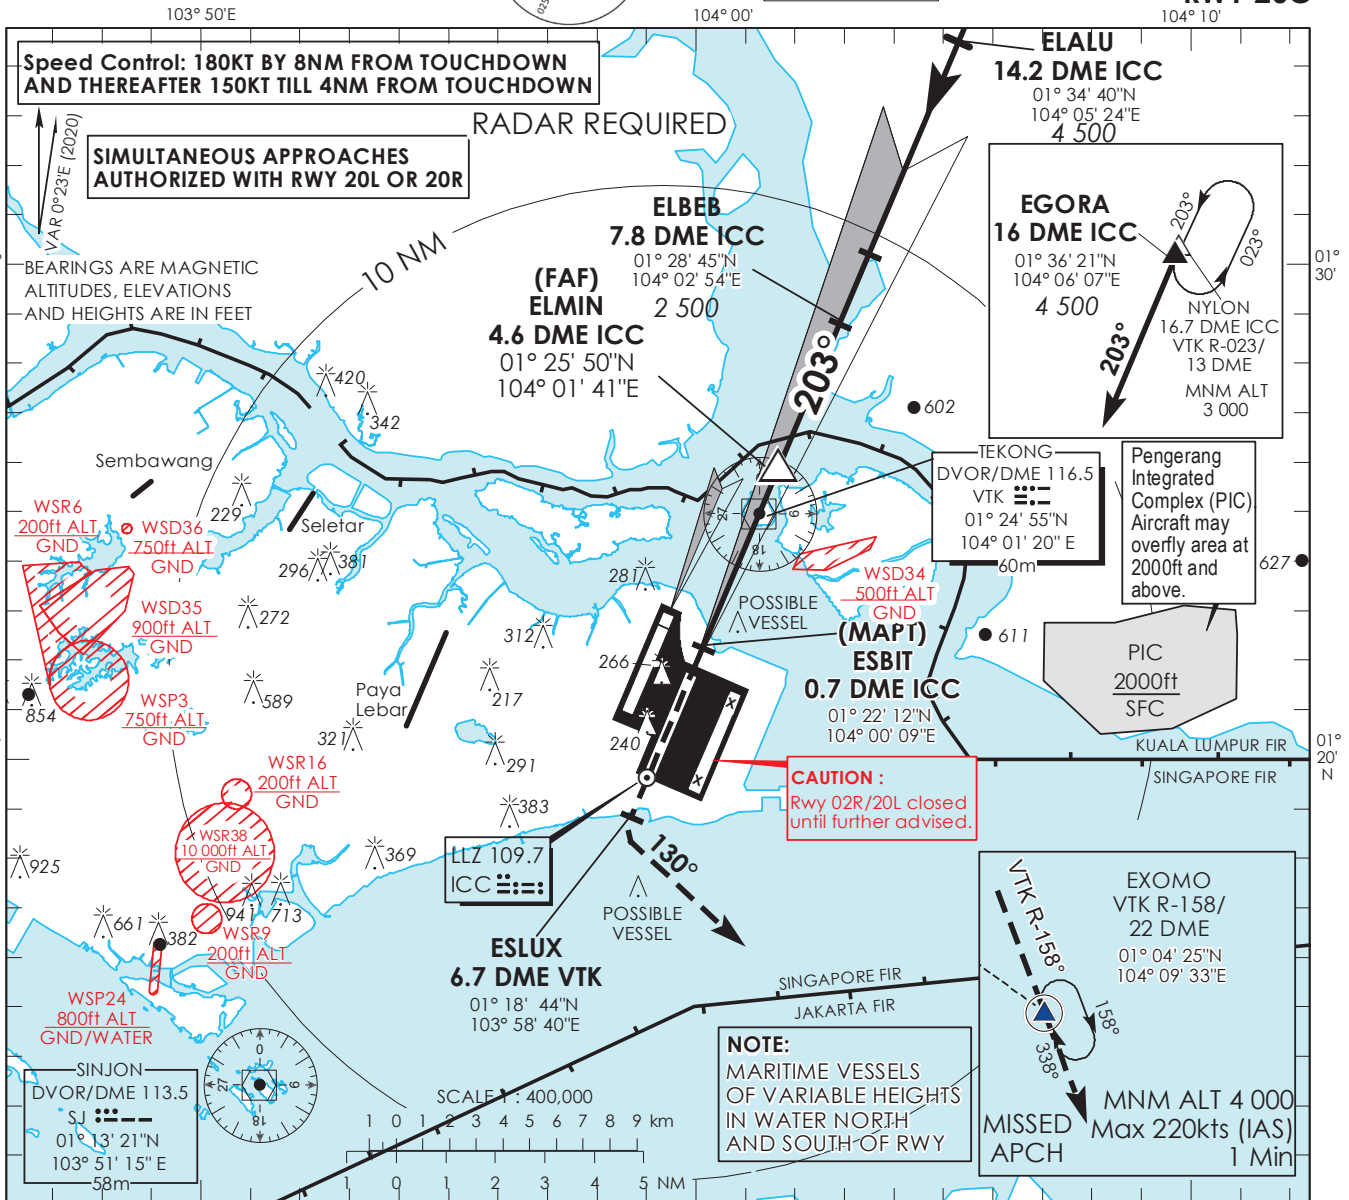 RWY 20C
103° 50'E
104° 00'
104° 10'
025
Speed Control: 180KT BY 8NM FROM TOUCHDOWN
AND THEREAFTER 150KT TILL 4NM FROM TOUCHDOWN
VAR 0°23'E (2020)
RADAR REQUIRED
SIMULTANEOUS APPROACHES
AUTHORIZED WITH RWY 20L OR 20R
BEARINGS ARE MAGNETIC
ALTITUDES, ELEVATIONS
AND HEIGHTS ARE IN FEET
10 NM
ELALU
14.2 DME ICC
01° 34' 40"N
104° 05' 24"E
4 500
EGORA
16 DME ICC
01° 36' 21"N
104° 06' 07"E
4 500
203°
023°
203°
NYLON
16.7 DME ICC
VTK R-023/
13 DME
MNM ALT
3 000
01°
30'
ELBEB
7.8 DME ICC
01° 28' 45"N
104° 02' 54"E
2 500
(FAF)
ELMIN
4.6 DME ICC
01° 25' 50"N
104° 01' 41"E
203°
420
342
602
Sembawang
229
Seletar
296
381
272
281
312
266
217
589
Paya
Lebar
321
240
291
383
369
854
925
661
382
941
713
627
611
WSR6
200ft ALT
GND
WSD36
750ft ALT
GND
WSD35
900ft ALT
GND
WSP3
750ft ALT
GND
WSR16
200ft ALT
GND
WSR38
10 000ft ALT
GND
WSR9
200ft ALT
GND
WSP24
800ft ALT
GND/WATER
27
9
18
TEKONG
DVOR/DME 116.5
VTK
01° 24' 55"N
104° 01' 20" E
60m
Pengerang
Integrated
Complex (PIC).
Aircraft may
overfly area at
2000ft and
above.
WSD34
500ft ALT
GND
POSSIBLE
VESSEL
(MAPT)
ESBIT
0.7 DME ICC
01° 22' 12"N
104° 00' 09"E
PIC
2000ft
SFC
KUALA LUMPUR FIR
SINGAPORE FIR
01°
20'
N
x
x
CAUTION :
Rwy 02R/20L closed
until further advised.
LLZ 109.7
ICC
130°
POSSIBLE
VESSEL
ESLUX
6.7 DME VTK
01° 18' 44"N
103° 58' 40"E
SINGAPORE FIR
JAKARTA FIR
EXOMO
VTK R-158/
22 DME
01° 04' 25"N
104° 09' 33"E
VTK R-158°
158°
338°
MNM ALT 4 000
Max 220kts (IAS)
1 Min
MISSED
APCH
NOTE:
MARITIME VESSELS
OF VARIABLE HEIGHTS
IN WATER NORTH
AND SOUTH OF RWY
SINJON
DVOR/DME 113.5
SJ
01° 13' 21"N
103° 51' 15" E
58m
0
27
9
18
SCALE 1 : 400,000
1 0 1 2 3 4 5 6 7 8 9 km
1 0 1 2 3 4 5 NM